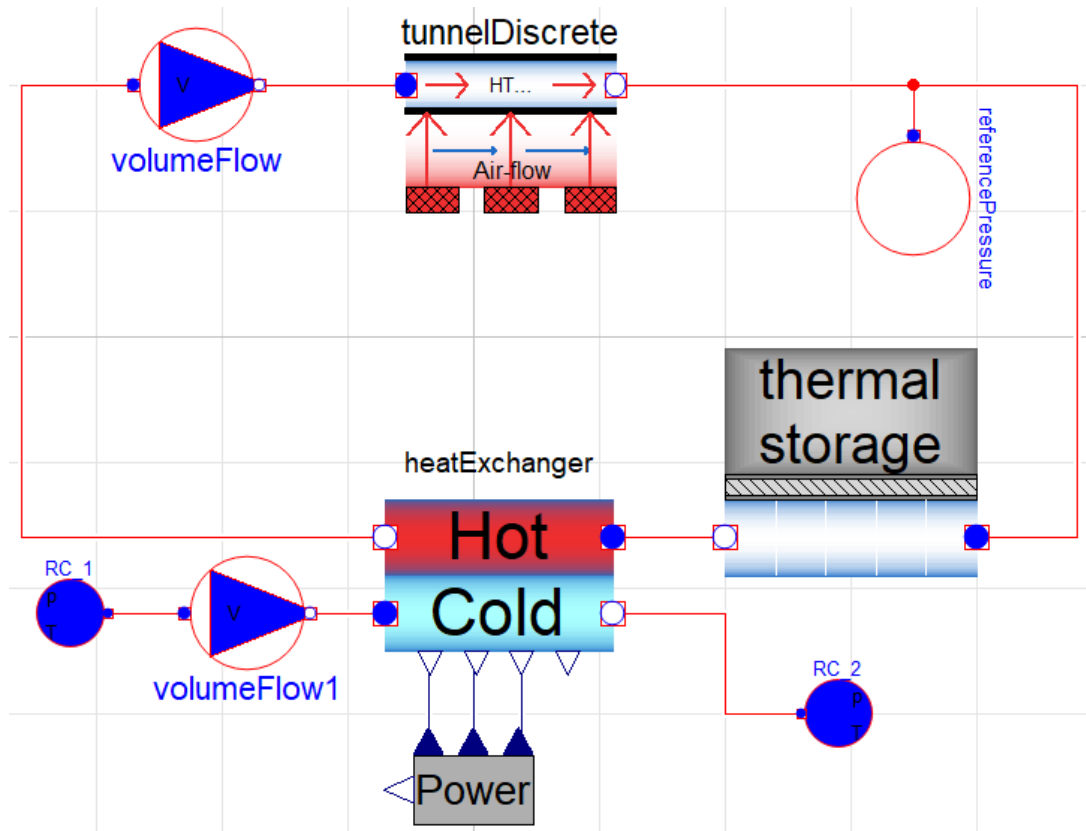 tunnelDiscrete
V
HT...
volumeFlow
Air-flow
referencePressure
thermal
storage
heatExchanger
Hot
RC_1
p
T
V
Cold
volumeFlow1
RC_2
p
T
Power